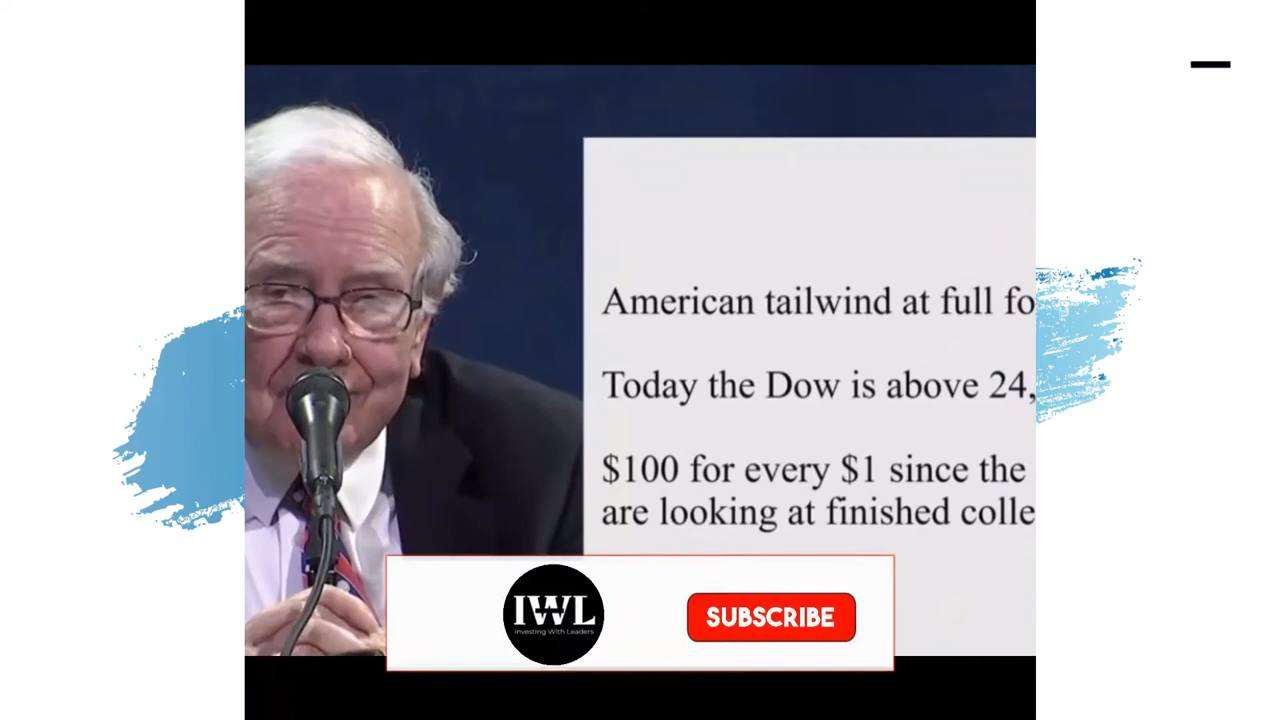 American tailwind at full fo
Today the Dow is above 24,
$100 for every $1 since the
are looking at finished colle
IWL
Investing With Leaders
SUBSCRIBE